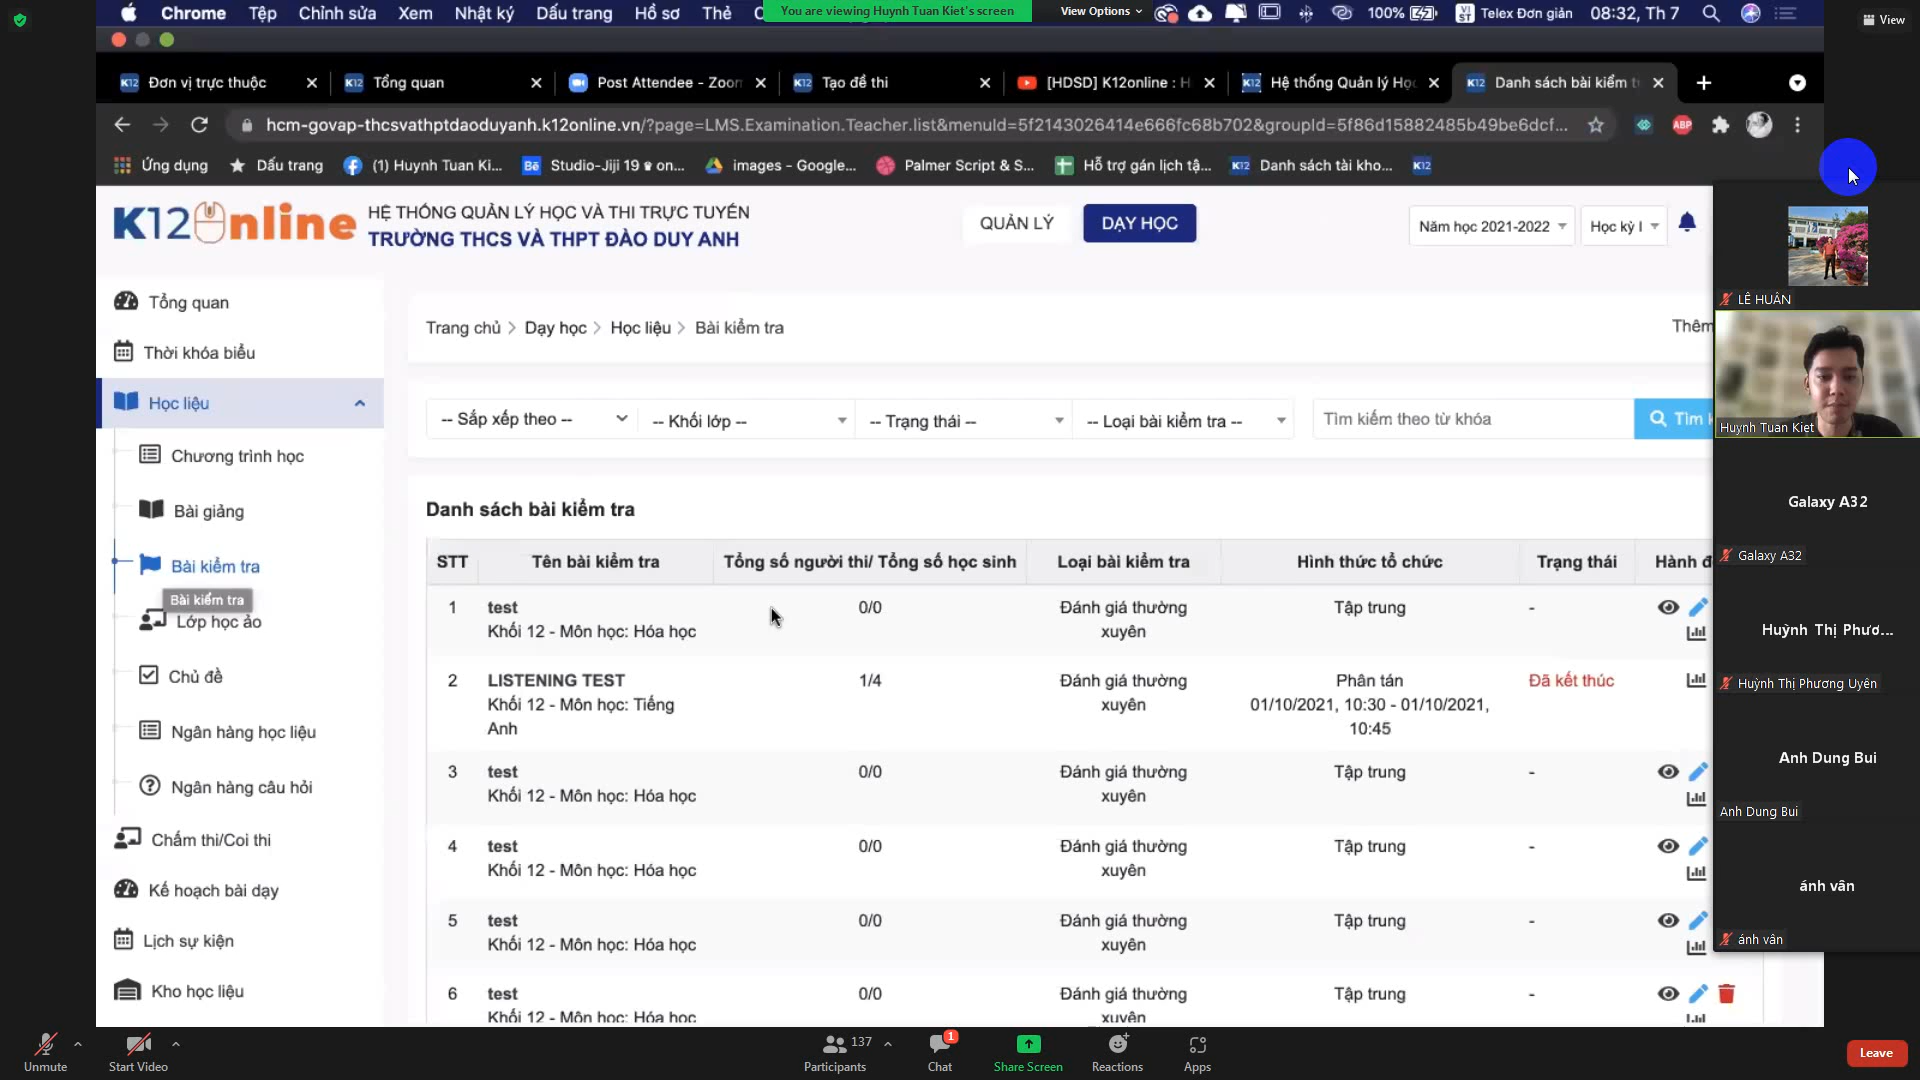 Chrome Tệp Chỉnh sửa Xem Nhật ký Dấu trang Hồ sơ Thẻ
You are viewing Huynh Tuan Kiet's screen
View Options
100%
Telex Đơn giản
08:32, Th 7
View
Đơn vị trực thuộc
Tổng quan
Post Attendee - Zoom
Tạo đề thi
[HDSD] K12online : H
Hệ thống Quản lý Học
Danh sách bài kiểm t
hcm-govap-thcsvathptdaoduyanh.k12online.vn/?page=LMS.Examination.Teacher.list&menuId=5f2143026414e666fc68b702&groupId=5f86d15882485b49be6dcf...
ABP
Ứng dụng
Dấu trang
(1) Huynh Tuan Ki...
Studio-Jiji 19 ♛ on...
images - Google...
Palmer Script & S...
Hỗ trợ gán lịch tậ...
Danh sách tài kho...
K12
K12Online
HỆ THỐNG QUẢN LÝ HỌC VÀ THI TRỰC TUYẾN
TRƯỜNG THCS VÀ THPT ĐÀO DUY ANH
QUẢN LÝ
DẠY HỌC
Năm học 2021-2022
Học kỳ I
Tổng quan
Thời khóa biểu
Học liệu
Chương trình học
Bài giảng
Bài kiểm tra
Bài kiểm tra
Lớp học ảo
Chủ đề
Ngân hàng học liệu
Ngân hàng câu hỏi
Chấm thi/Coi thi
Kế hoạch bài dạy
Lịch sự kiện
Kho học liệu
Trang chủ > Dạy học > Học liệu > Bài kiểm tra
Thêm
-- Sắp xếp theo --
-- Khối lớp --
-- Trạng thái --
-- Loại bài kiểm tra --
Tìm kiếm theo từ khóa
Tìm k
Danh sách bài kiểm tra
STT Tên bài kiểm tra Tổng số người thi/ Tổng số học sinh Loại bài kiểm tra Hình thức tổ chức Trạng thái Hành đ
1 test 0/0 Đánh giá thường Tập trung -
Khối 12 - Môn học: Hóa học xuyên
2 LISTENING TEST 1/4 Đánh giá thường Phân tán Đã kết thúc
Khối 12 - Môn học: Tiếng xuyên 01/10/2021, 10:30 - 01/10/2021,
Anh 10:45
3 test 0/0 Đánh giá thường Tập trung -
Khối 12 - Môn học: Hóa học xuyên
4 test 0/0 Đánh giá thường Tập trung -
Khối 12 - Môn học: Hóa học xuyên
5 test 0/0 Đánh giá thường Tập trung -
Khối 12 - Môn học: Hóa học xuyên
6 test 0/0 Đánh giá thường Tập trung -
Khối 12 - Môn học: Hóa học xuyên
LÊ HUÂN
Huynh Tuan Kiet
Galaxy A32
Galaxy A32
Huỳnh Thị Phươ...
Huỳnh Thị Phương Uyên
Anh Dung Bui
Anh Dung Bui
ánh vân
ánh vân
Unmute
Start Video
137
Participants
1
Chat
Share Screen
Reactions
Apps
Leave